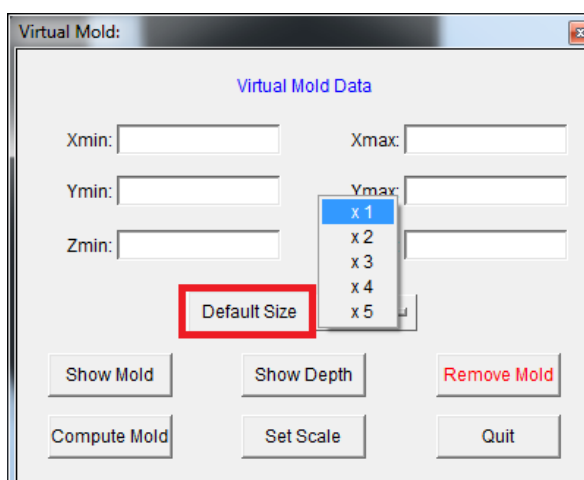 Virtual Mold:
Virtual Mold Data
Xmin: Xmax:
Ymin: Ymax:
Zmin:
x 1
x 2
x 3
x 4
x 5
Default Size
Show Mold Show Depth Remove Mold
Compute Mold Set Scale Quit